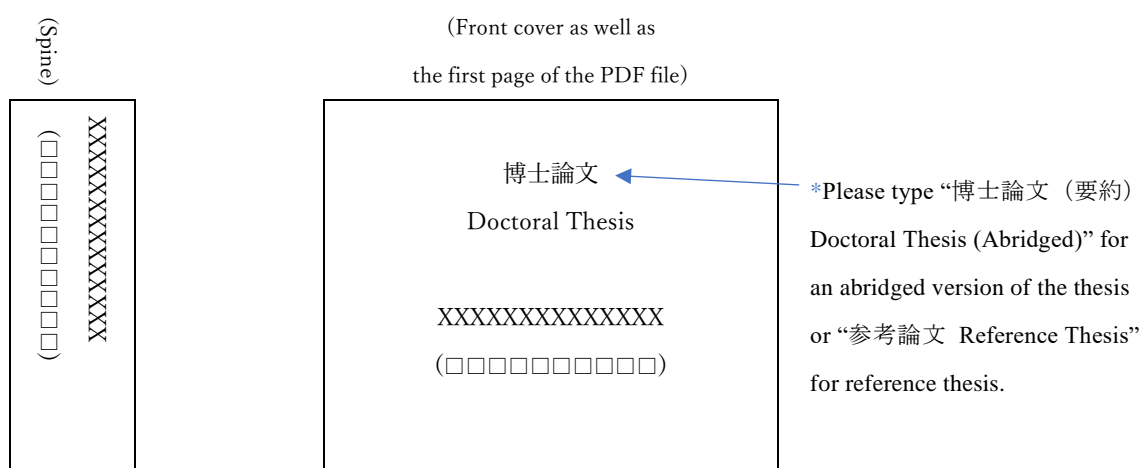 (Spine)
XXXXXXXXXXXXXX
(□□□□□□□□□□)
(Front cover as well as
the first page of the PDF file)
博士論文
Doctoral Thesis
XXXXXXXXXXXXXX
(□□□□□□□□□□)
*Please type “博士論文（要約）
Doctoral Thesis (Abridged)” for
an abridged version of the thesis
or “参考論文 Reference Thesis”
for reference thesis.